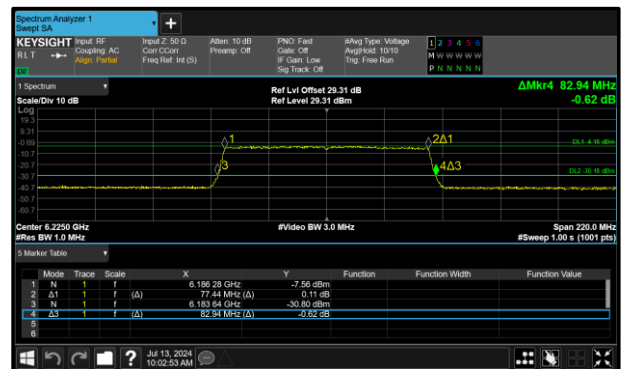 Spectrum Analyzer 1
Swept SA
+
KEYSIGHT Input: RF Input Z: 50 Ω Atten: 10 dB PNO: Fast #Avg Type: Voltage 1 2 3 4 5 6
RLT Coupling: AC Corr CCorr Preamp: Off Gate: Off Avg|Hold: 10/10 M W W W W W
Align: Partial Freq Ref: Int (S) IF Gain: Low Trig: Free Run P N N N N N
Sig Track: Off
LW
1 Spectrum
Ref Lvl Offset 29.31 dB ΔMkr4 82.94 MHz
Scale/Div 10 dB Ref Level 29.31 dBm -0.62 dB
Log
19.3
9.31
-0.69
-10.7
-20.7
-30.7
-40.7
-50.7
-60.7
1
2Δ1
DL1 -4.18 dBm
3
4Δ3
DL2 -30.18 dBm
Center 6.2250 GHz #Video BW 3.0 MHz Span 220.0 MHz
#Res BW 1.0 MHz #Sweep 1.00 s (1001 pts)
5 Marker Table
Mode Trace Scale X Y Function Function Width Function Value
1 N 1 f 6.186 28 GHz -7.56 dBm
2 Δ1 1 f (Δ) 77.44 MHz (Δ) 0.11 dB
3 N 1 f 6.183 64 GHz -30.80 dBm
4 Δ3 1 f (Δ) 82.94 MHz (Δ) -0.62 dB
5
6
? Jul 13, 2024
10:02:53 AM